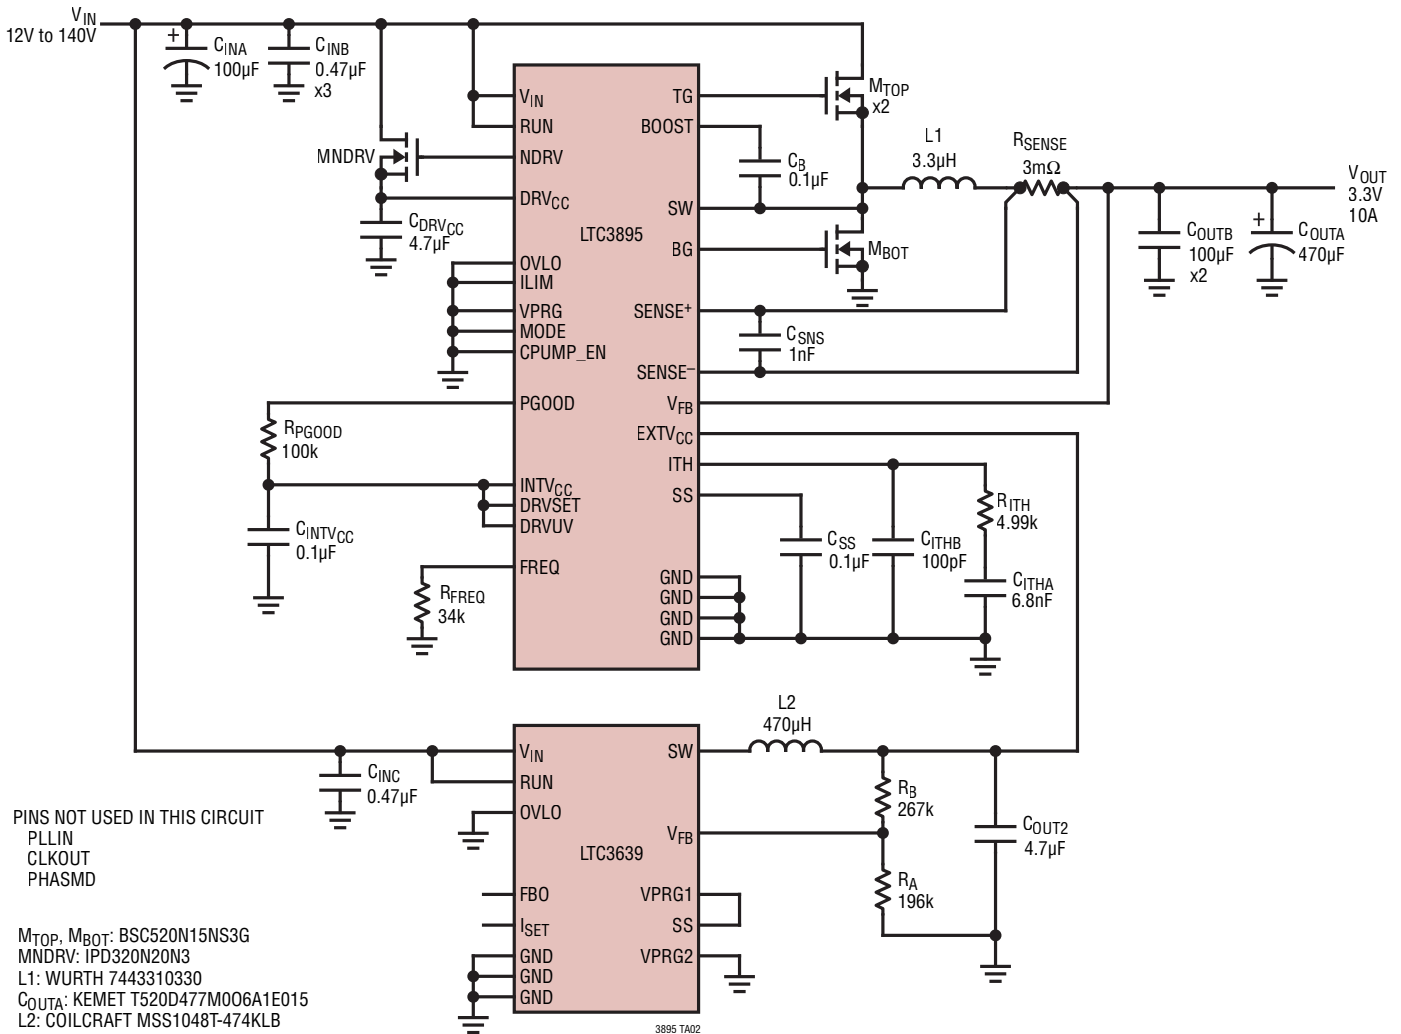 VIN
12V to 140V
CINA
100µF
CINB
0.47µF
x3
MNDRV
CDRVCC
4.7µF
VIN
RUN
NDRV
DRVCC
LTC3895
OVLO
ILIM
VPRG
MODE
CPUMP_EN
PGOOD
INTVCC
DRVSET
DRVUV
FREQ
TG
BOOST
SW
BG
SENSE+
SENSE–
VFB
EXTVCC
ITH
SS
GND
GND
GND
GND
RPGOOD
100k
CINTVCC
0.1µF
RFREQ
34k
MTOP
x2
CB
0.1µF
MBOT
L1
3.3µH
RSENSE
3mΩ
VOUT
3.3V
10A
COUTB
100µF
x2
+
COUTA
470µF
CSNS
1nF
CSS
0.1µF
CITHB
100pF
RITH
4.99k
CITHA
6.8nF
L2
470µH
CINC
0.47µF
VIN
RUN
OVLO
LTC3639
FBO
ISET
GND
GND
GND
SW
VFB
VPRG1
SS
VPRG2
RB
267k
RA
196k
COUT2
4.7µF
+
PINS NOT USED IN THIS CIRCUIT
PLLIN
CLKOUT
PHASMD
MTOP, MBOT: BSC520N15NS3G
MNDRV: IPD320N20N3
L1: WURTH 7443310330
COUTA: KEMET T520D477M006A1E015
L2: COILCRAFT MSS1048T-474KLB
3895 TA02